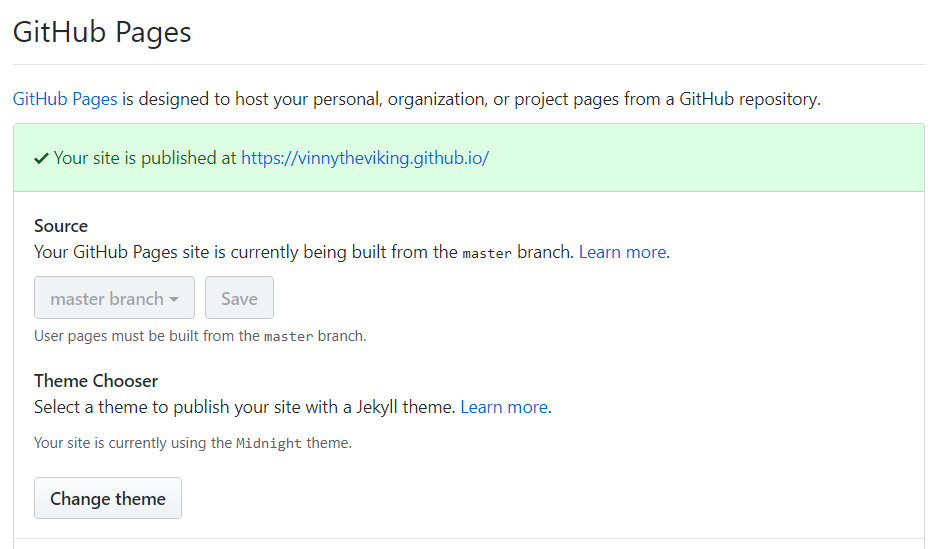 GitHub Pages
GitHub Pages is designed to host your personal, organization, or project pages from a GitHub repository.
Your site is published at https://vinnytheviking.github.io/
Source
Your GitHub Pages site is currently being built from the master branch. Learn more.
master branch Save
User pages must be built from the master branch.
Theme Chooser
Select a theme to publish your site with a Jekyll theme. Learn more.
Your site is currently using the Midnight theme.
Change theme